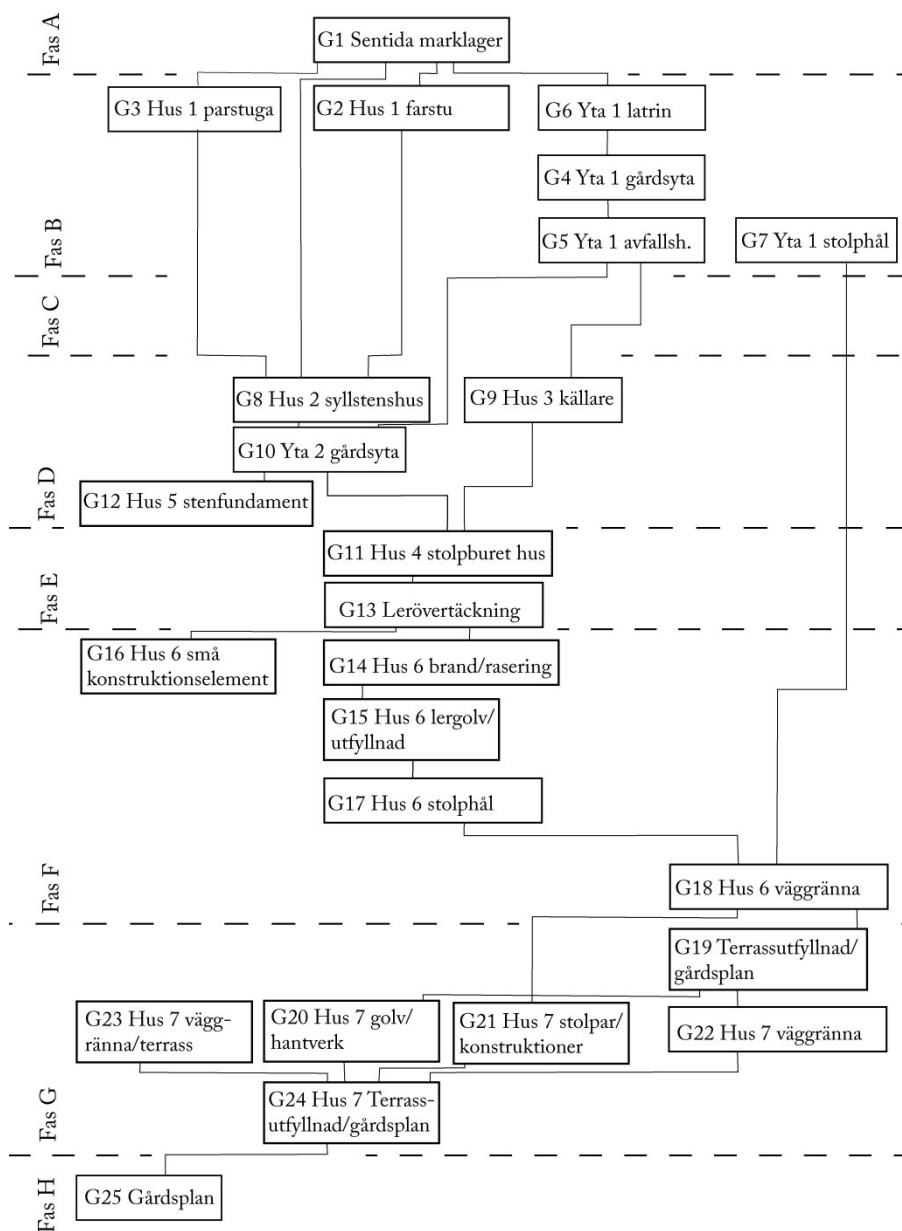 Fas A
G1 Sentida marklager
G3 Hus 1 parstuga
G2 Hus 1 farstu
G6 Yta 1 latrin
G4 Yta 1 gårdsyta
Fas B
G5 Yta 1 avfallsh.
G7 Yta 1 stolphål
Fas C
G8 Hus 2 syllstenshus
G9 Hus 3 källare
G10 Yta 2 gårdsyta
Fas D
G12 Hus 5 stenfundament
G11 Hus 4 stolpburet hus
Fas E
G13 Lerövertäckning
G16 Hus 6 små
konstruktionselement
G14 Hus 6 brand/rasering
G15 Hus 6 lergolv/
utfyllnad
G17 Hus 6 stolphål
Fas F
G18 Hus 6 väggränna
G19 Terrassutfyllnad/
gårdsplan
G23 Hus 7 vägg-
ränna/terrass
G20 Hus 7 golv/
hantverk
G21 Hus 7 stolpar/
konstruktioner
G22 Hus 7 väggränna
Fas G
G24 Hus 7 Terrass-
utfyllnad/gårdsplan
Fas H
G25 Gårdsplan